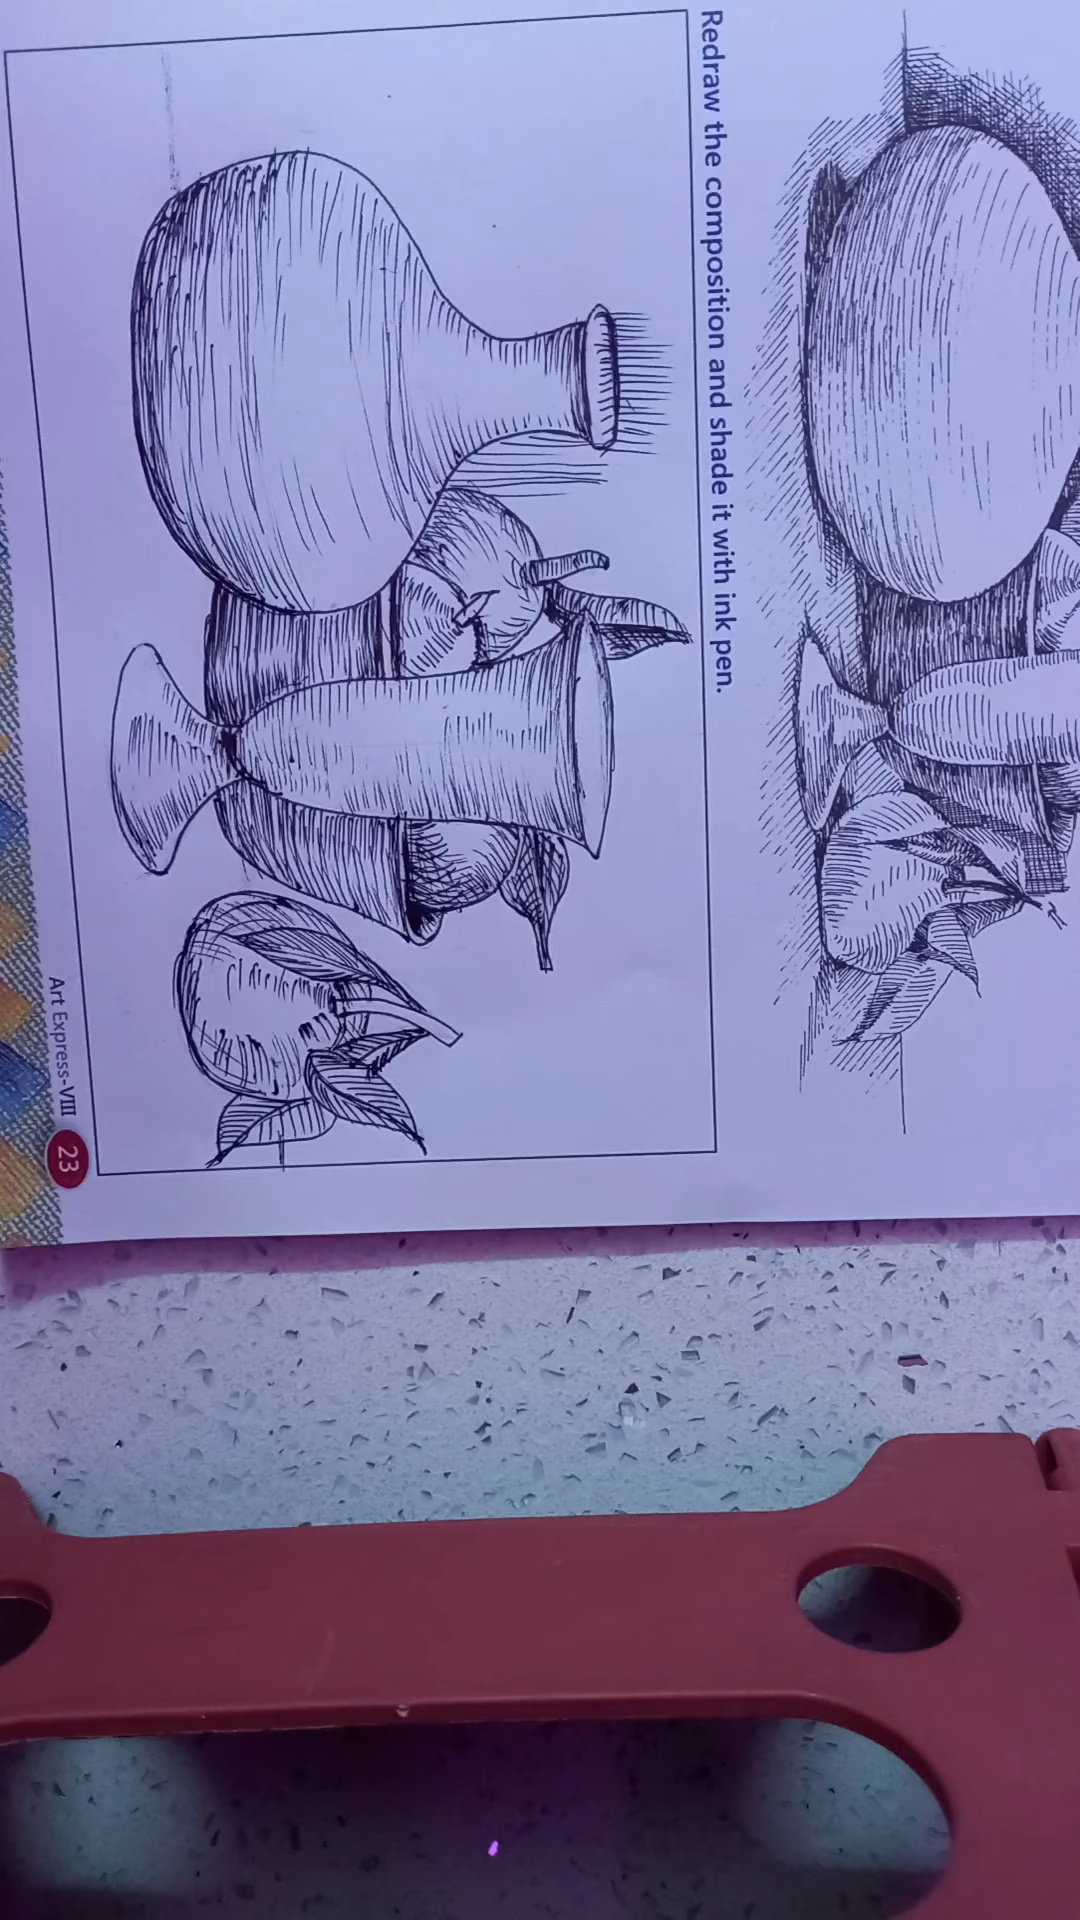 Redraw the composition and shade it with ink pen.
Art Express-VIII 23